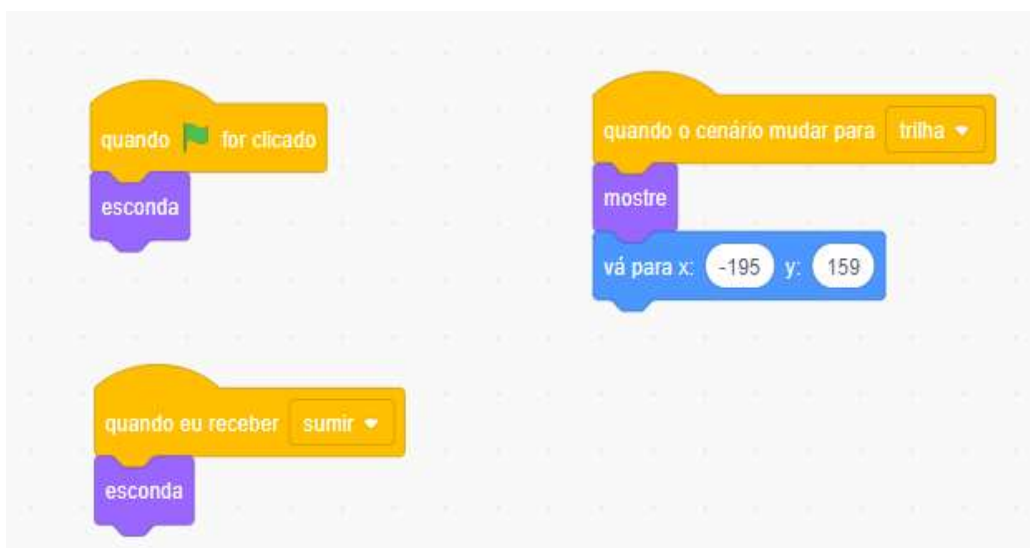 quando for clicado
esconda
quando o cenário mudar para trilha
mostre
vá para x: -195 y: 159
quando eu receber sumir
esconda